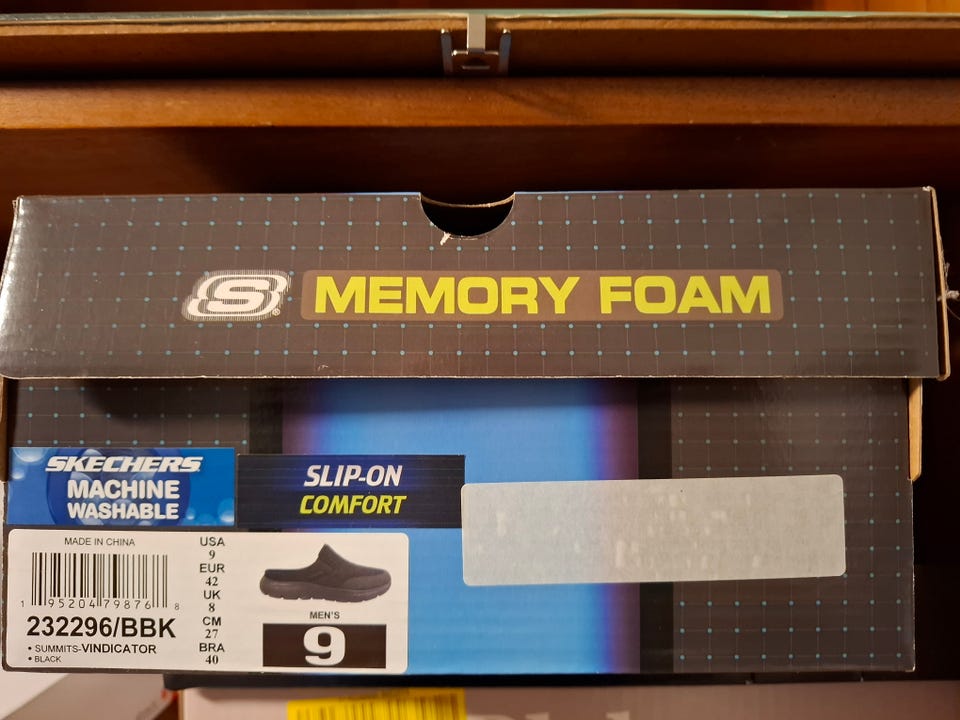 S
MEMORY FOAM
SKECHERS
MACHINE
WASHABLE
SLIP-ON
COMFORT
MADE IN CHINA
1 95204 79876 8
232296/BBK
• SUMMITS-VINDICATOR
• BLACK
USA
9
EUR
42
UK
8
CM
27
BRA
40
MEN'S
9